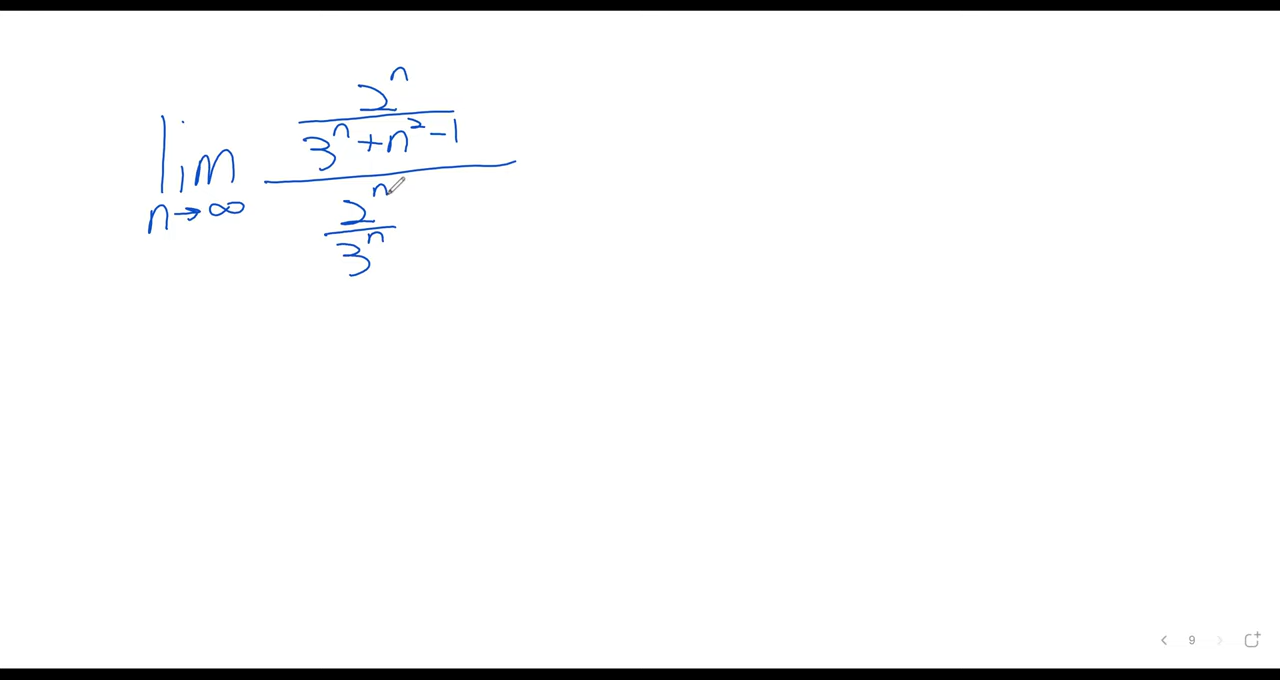 lim n→∞ (2^n / (3^n + n^2 - 1)) / (2^n / 3^n)
9